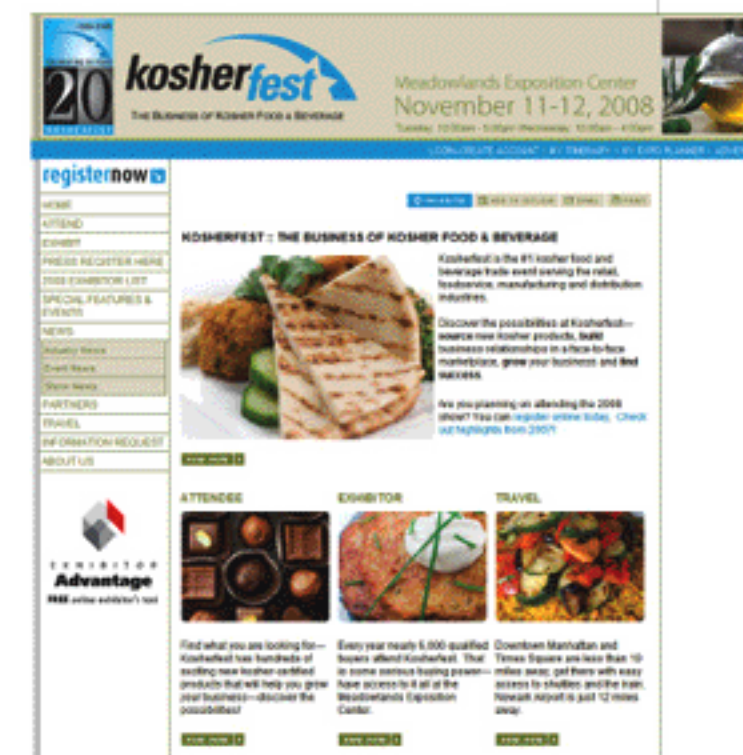 20
kosherfest
THE BUSINESS OF KOSHER FOOD & BEVERAGE
Meadowlands Exposition Center
November 11-12, 2008
registernow
HOME
ATTEND
EXHIBIT
PRESS REGISTER HERE
2008 EXHIBITOR LIST
SPECIAL FEATURES &
EVENTS
NEWS
Industry News
Event News
Show News
PARTNERS
TRAVEL
INFORMATION REQUEST
ABOUT US
EXHIBITOR
Advantage
FREE online exhibitor's tool
KOSHERFEST :: THE BUSINESS OF KOSHER FOOD & BEVERAGE
Kosherfest is the #1 kosher food and
beverage trade event serving the retail,
foodservice, manufacturing and distribution
industries.
Discover the possibilities at Kosherfest—
source new kosher products, build
business relationships in a face-to-face
marketplace, grow your business and find
success.
Are you planning on attending the 2008
show? You can register online today. Check
out highlights from 2007!
ATTENDEE
Find what you are looking for—
Kosherfest has hundreds of
exciting new kosher-certified
products that will help you grow
your business—discover the
possibilities!
EXHIBITOR
Every year nearly 6,000 qualified
buyers attend Kosherfest. That
is some serious buying power—
have access to it all at the
Meadowlands Exposition
Center.
TRAVEL
Downtown Manhattan and
Times Square are less than 10
miles away; get there with easy
access to shuttles and the train.
Newark Airport is just 12 miles
away.